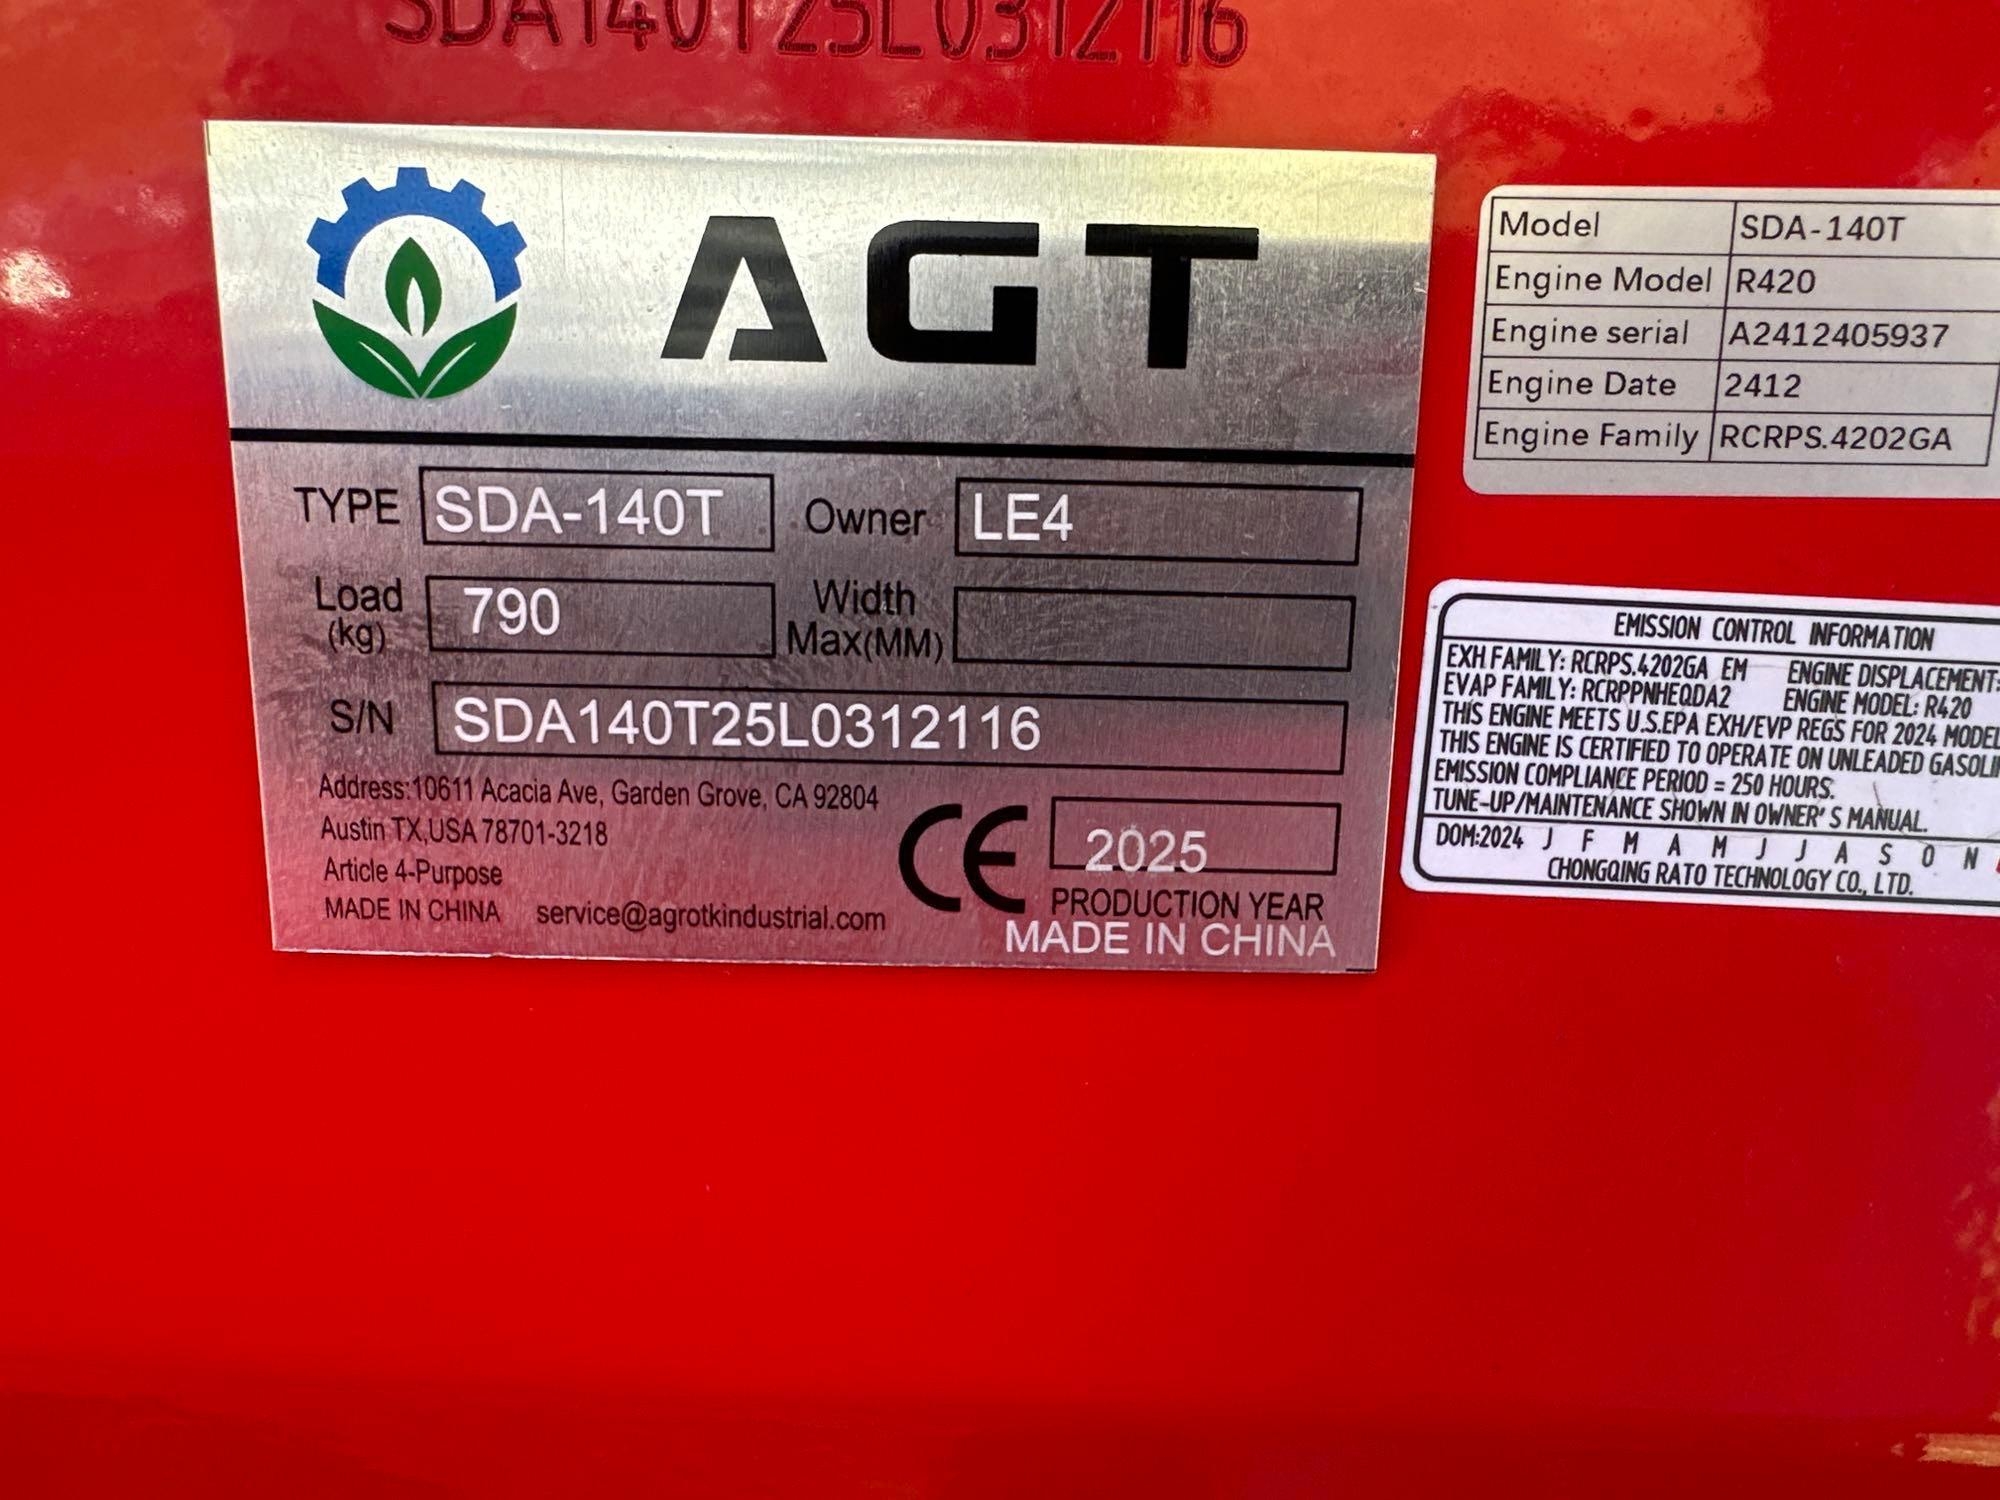 SDA140T25L0312116
AGT
TYPE SDA-140T Owner LE4
Load (kg) 790 Width Max(MM)
S/N SDA140T25L0312116
Address:10611 Acacia Ave, Garden Grove, CA 92804
Austin TX,USA 78701-3218
Article 4-Purpose
MADE IN CHINA service@agrotkindustrial.com
CE 2025
PRODUCTION YEAR
MADE IN CHINA
Model SDA-140T
Engine Model R420
Engine serial A2412405937
Engine Date 2412
Engine Family RCRPS.4202GA
EMISSION CONTROL INFORMATION
EXH FAMILY: RCRPS.4202GA EM ENGINE DISPLACEMENT:
EVAP FAMILY: RCRPPNHEQDA2 ENGINE MODEL: R420
THIS ENGINE MEETS U.S.EPA EXH/EVP REGS FOR 2024 MODEL
THIS ENGINE IS CERTIFIED TO OPERATE ON UNLEADED
EMISSION COMPLIANCE PERIOD = 250 HOURS.
TUNE-UP/MAINTENANCE SHOWN IN OWNER'S MANUAL.
DOM:2024 J F M A M J J A S O N
CHONGQING RATO TECHNOLOGY CO., LTD.